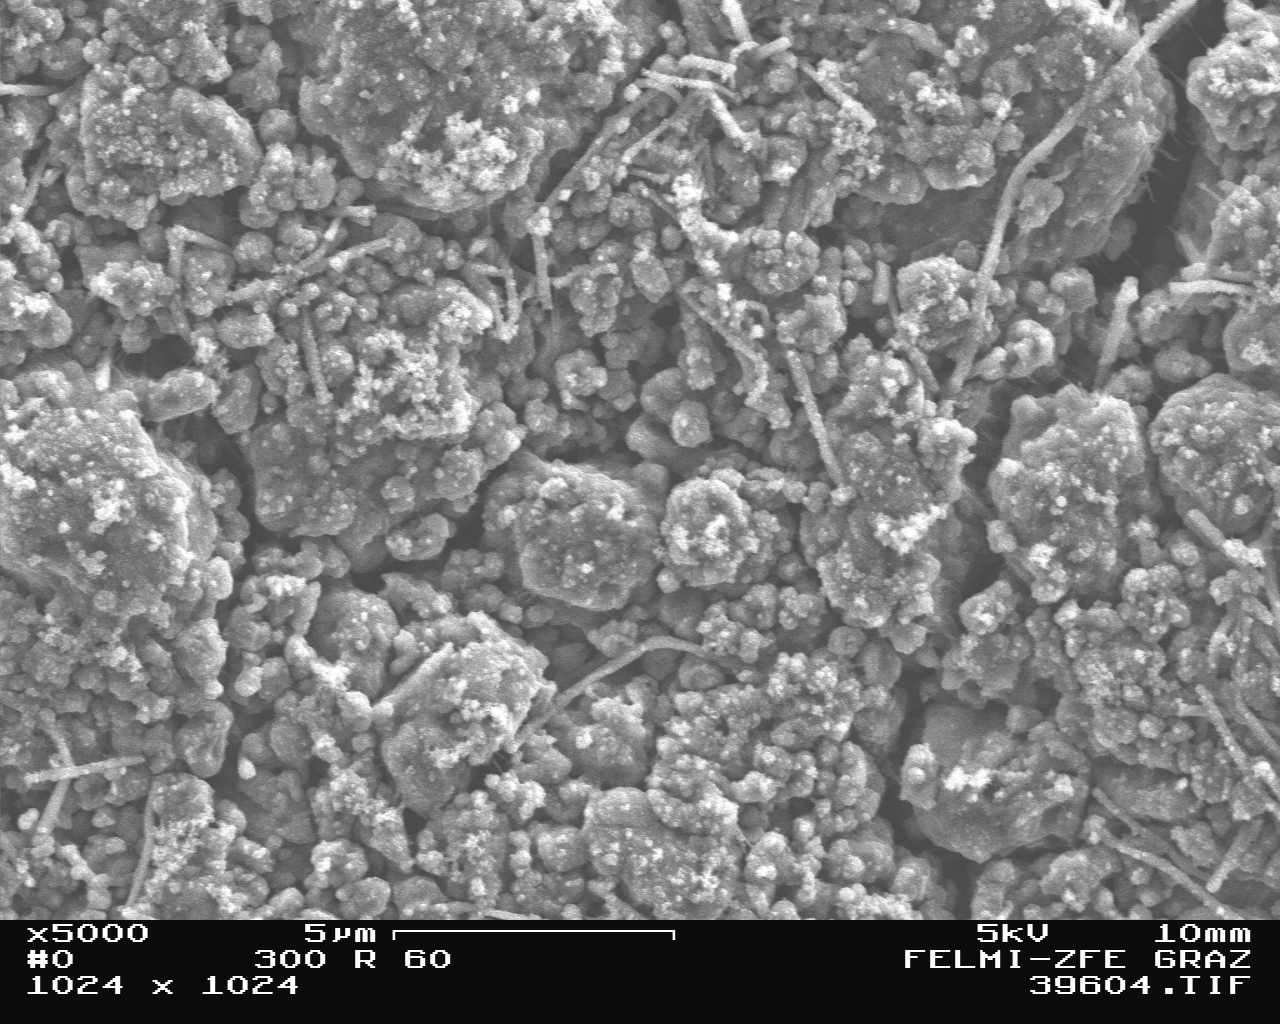 x5000 5µm 5kV 10mm
#0 300 R 60 FELMI-ZFE GRAZ
1024 x 1024 39604.TIF